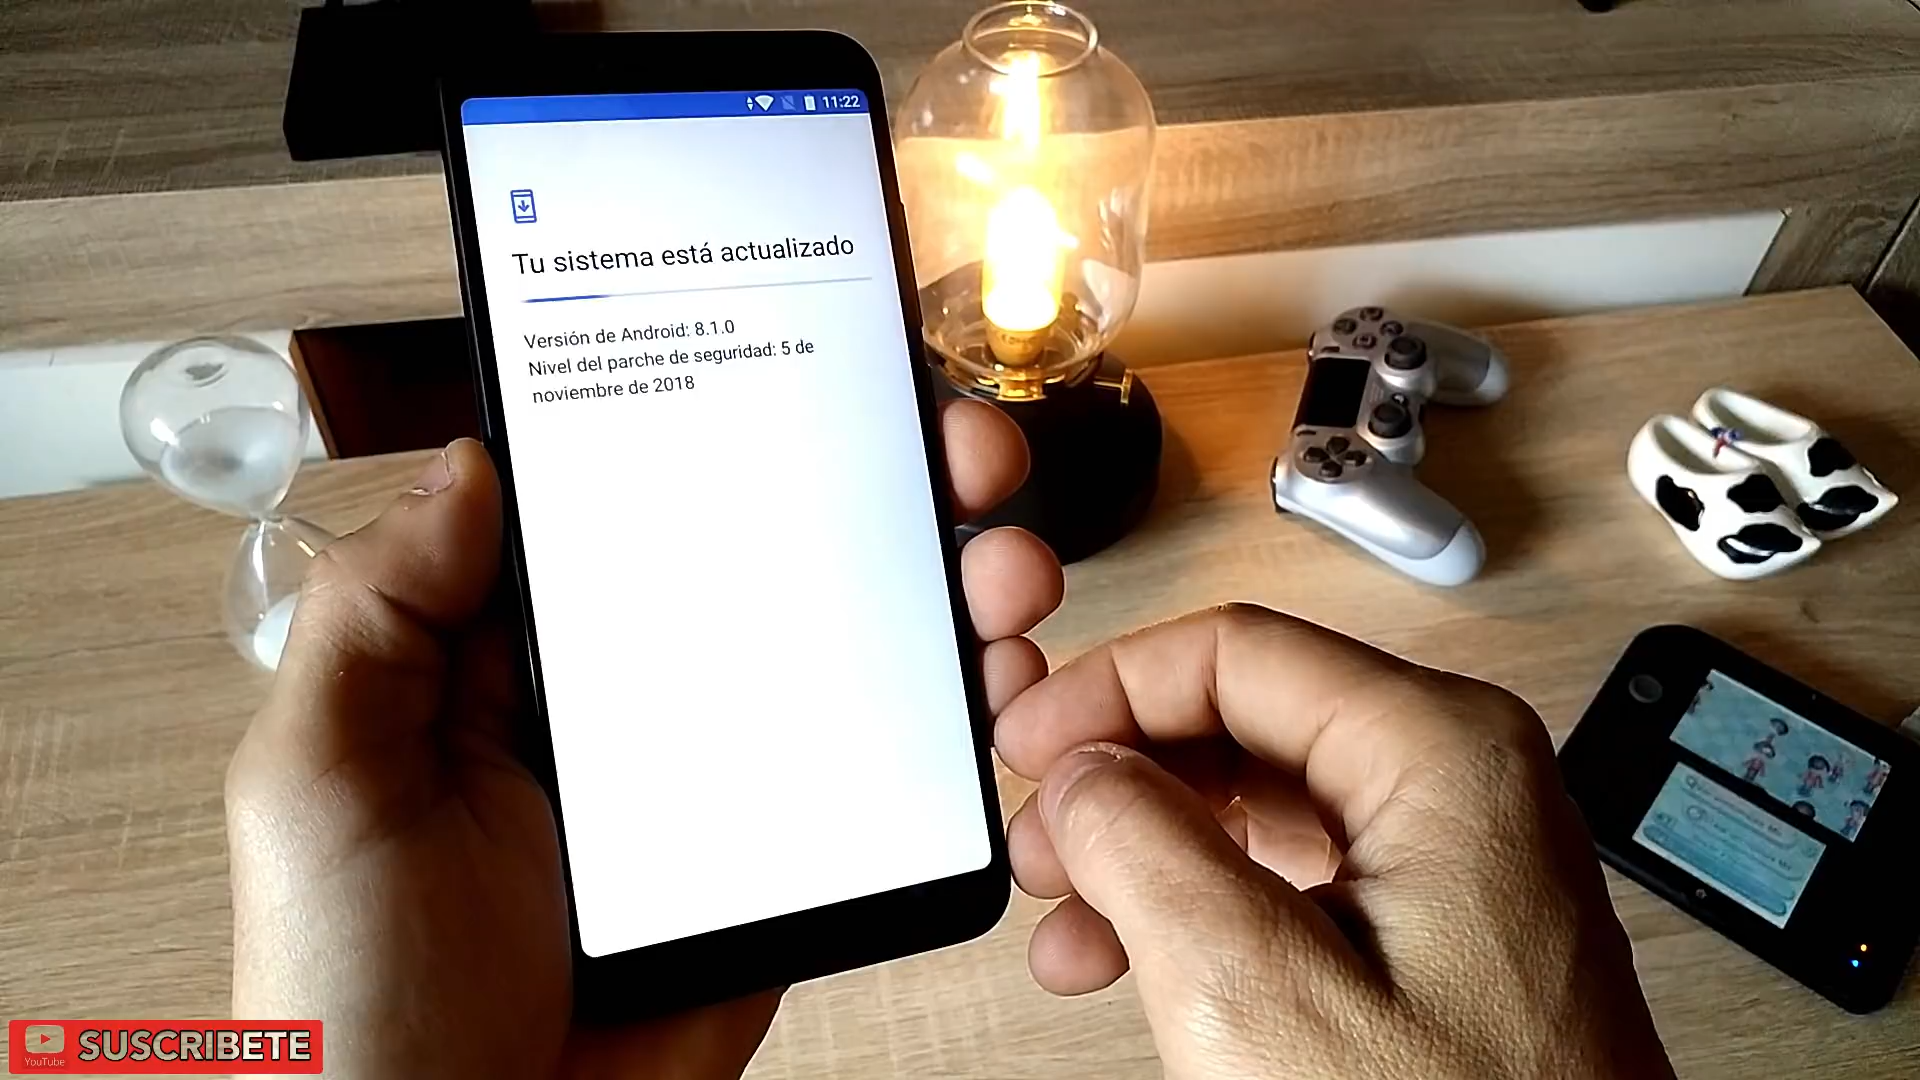 11:22
Tu sistema está actualizado
Versión de Android: 8.1.0
Nivel del parche de seguridad: 5 de
noviembre de 2018
YouTube
SUSCRIBETE